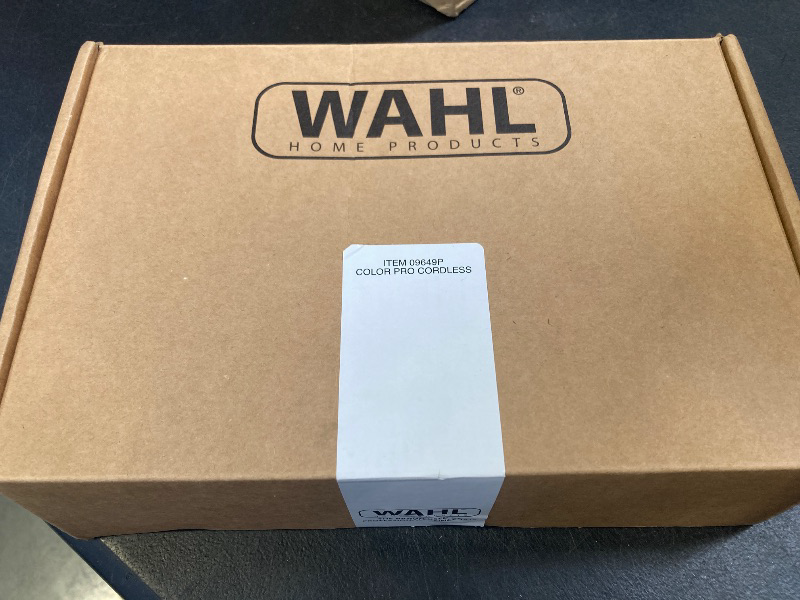 WAHL®
HOME PRODUCTS
ITEM 09649P
COLOR PRO CORDLESS
WAHL